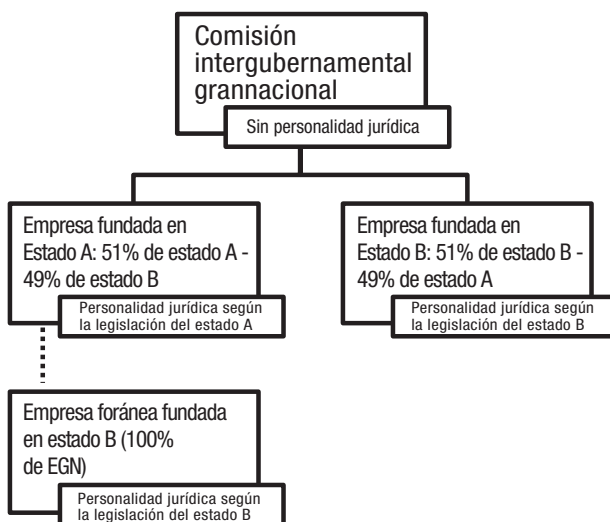 Comisión
intergubernamental
grannacional
Sin personalidad jurídica
Empresa fundada en
Estado A: 51% de estado A -
49% de estado B
Personalidad jurídica según
la legislación del estado A
Empresa fundada en
Estado B: 51% de estado B -
49% de estado A
Personalidad jurídica según
la legislación del estado B
Empresa foránea fundada
en estado B (100%
de EGN)
Personalidad jurídica según
la legislación del estado B